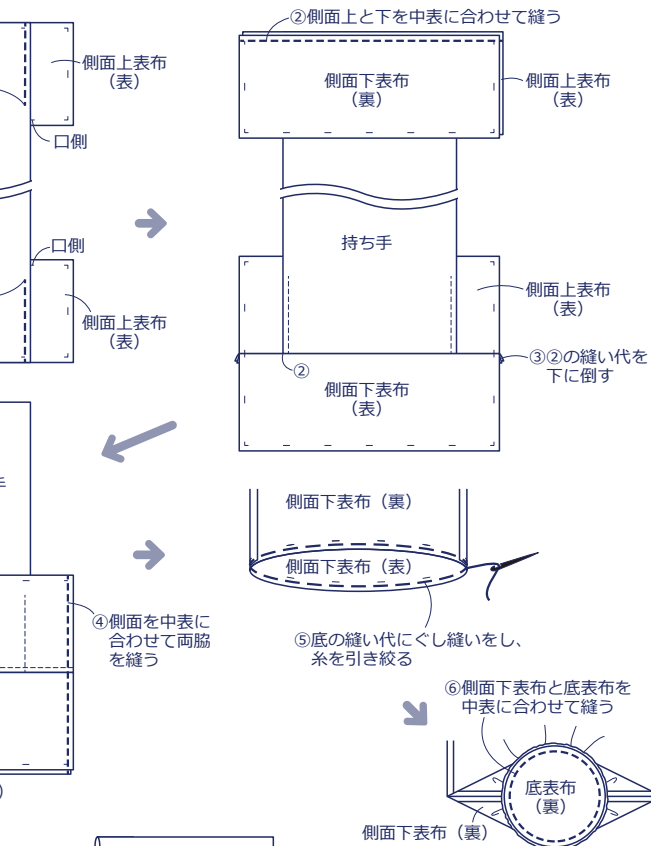 ②側面上と下を中表に合わせて縫う
側面上表布
（表）
口側
側面下表布
（裏）
側面上表布
（表）
持ち手
口側
側面上表布
（表）
側面上表布
（表）
②
③②の縫い代を
下に倒す
側面下表布
（表）
側面下表布（裏）
側面下表布（表）
④側面を中表に
合わせて両脇
を縫う
⑤底の縫い代にぐし縫いをし、
糸を引き絞る
⑥側面下表布と底表布を
中表に合わせて縫う
底表布
（裏）
側面下表布（裏）